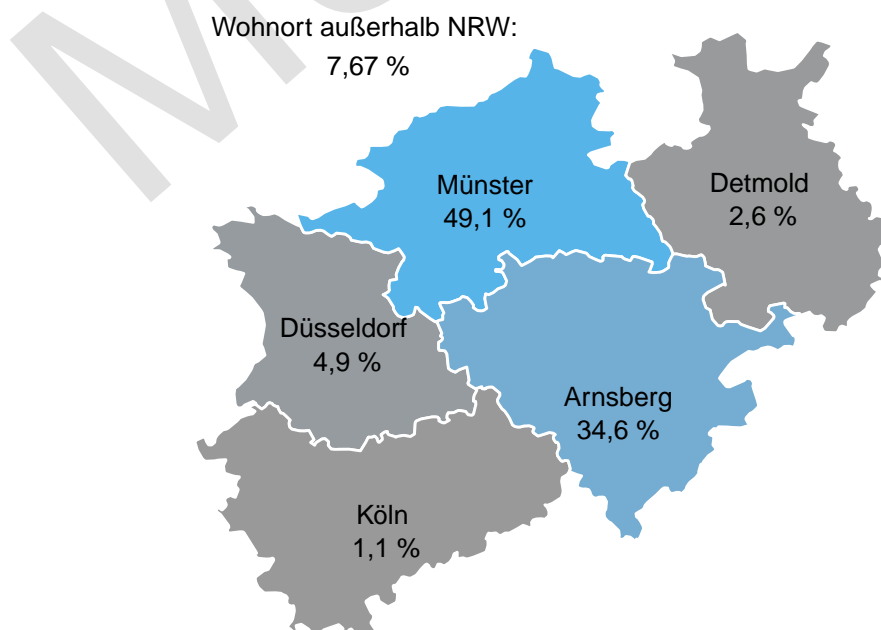 Wohnort außerhalb NRW:
7,67 %
Münster
49,1 %
Detmold
2,6 %
Düsseldorf
4,9 %
Arnsberg
34,6 %
Köln
1,1 %